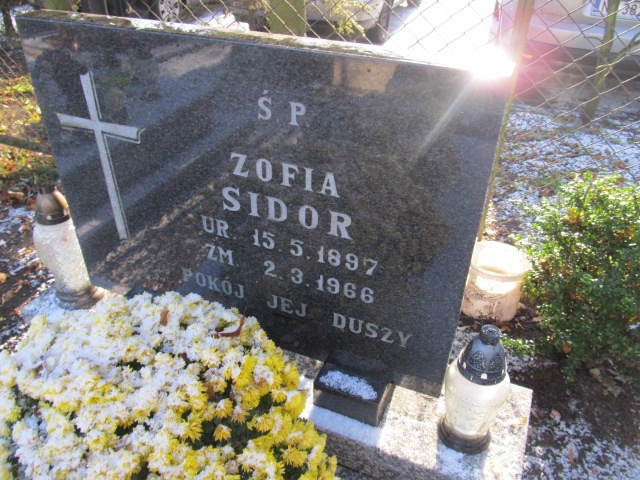 Ś P.
ZOFIA
SIDOR
UR. 15.5.1897
ZM. 2.3.1966
POKÓJ JEJ DUSZY